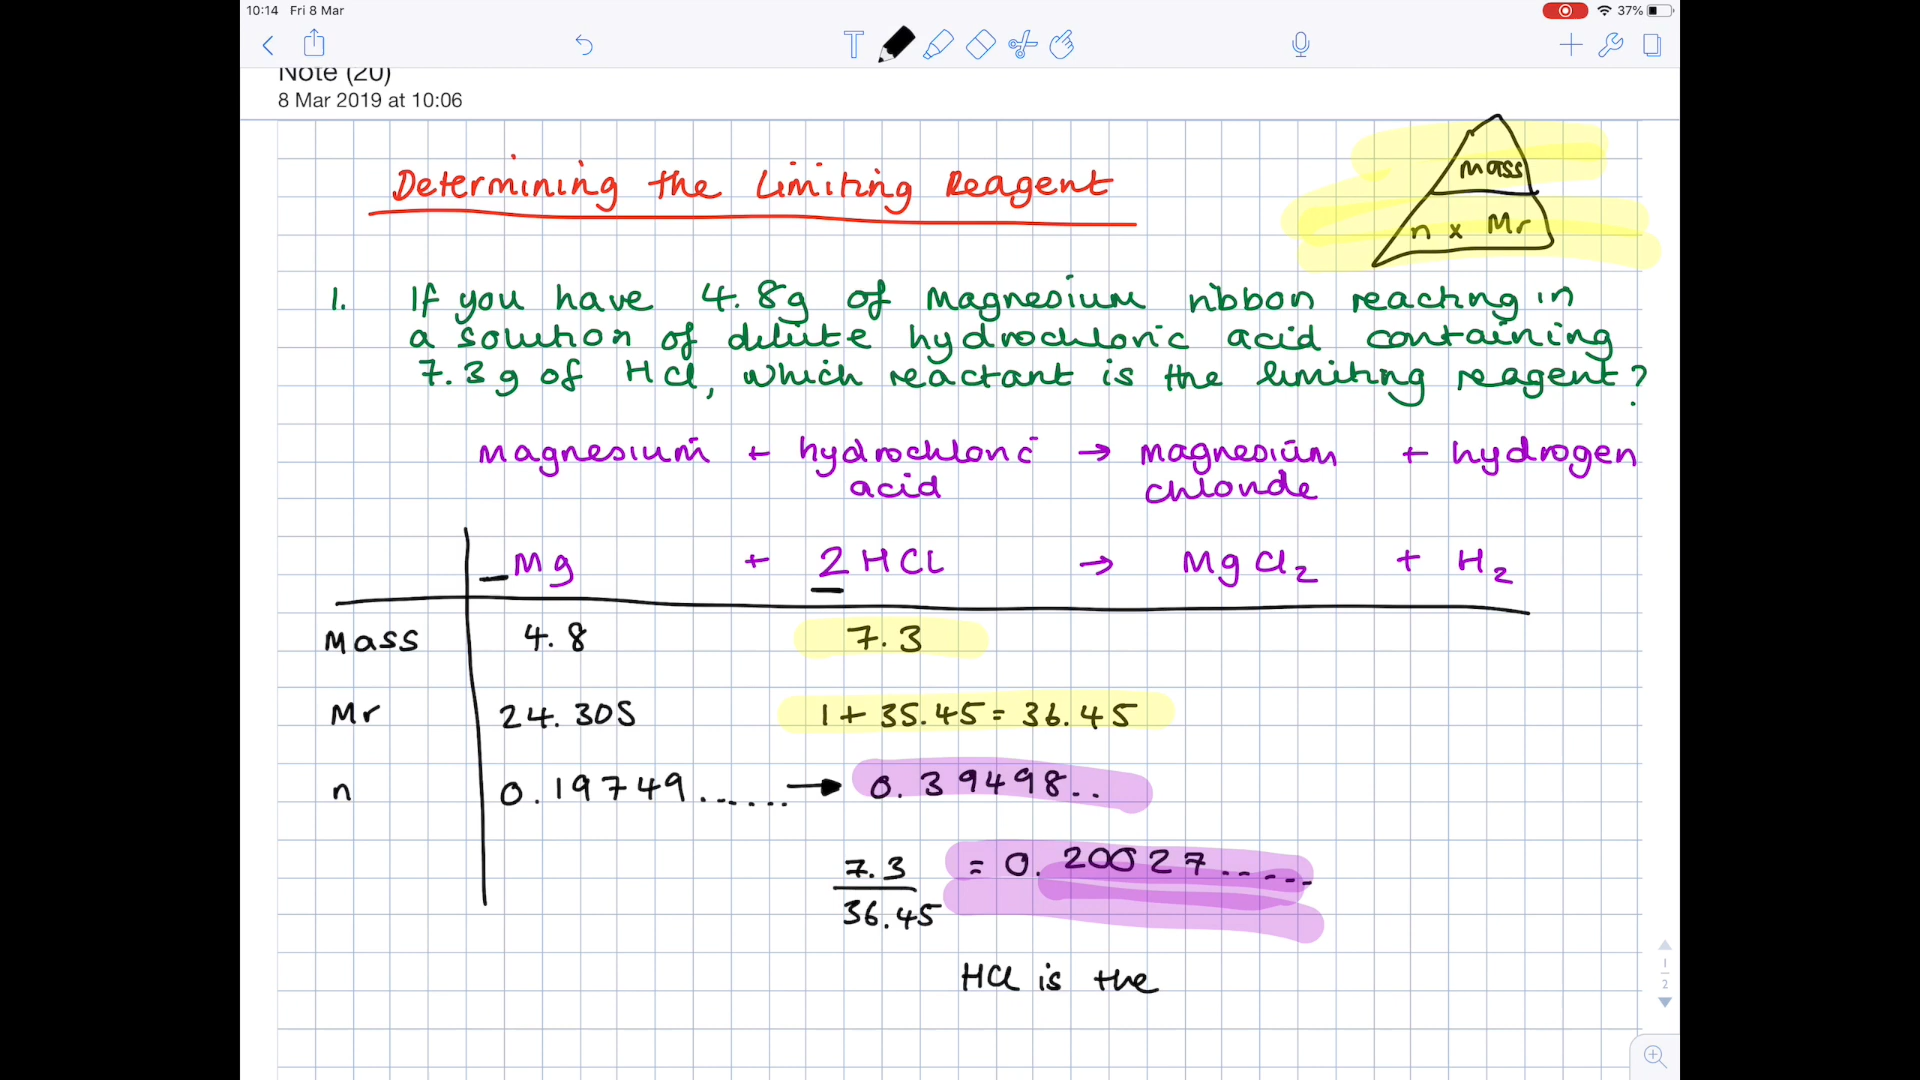 10:14 Fri 8 Mar
37%
T
Note (20)
8 Mar 2019 at 10:06
Determining the Limiting Reagent
mass
n x Mr
1. If you have 4.8g of magnesium ribbon reacting in
a solution of dilute hydrochloric acid containing
7.3g of HCl, which reactant is the limiting reagent?
magnesium + hydrochloric → magnesium + hydrogen
acid chloride
Mg + 2HCl → MgCl2 + H2
Mass 4.8 7.3
Mr 24.305 1 + 35.45 = 36.45
n 0.19749...... → 0.39498..
7.3 = 0.20027.....
36.45
HCl is the
1
2